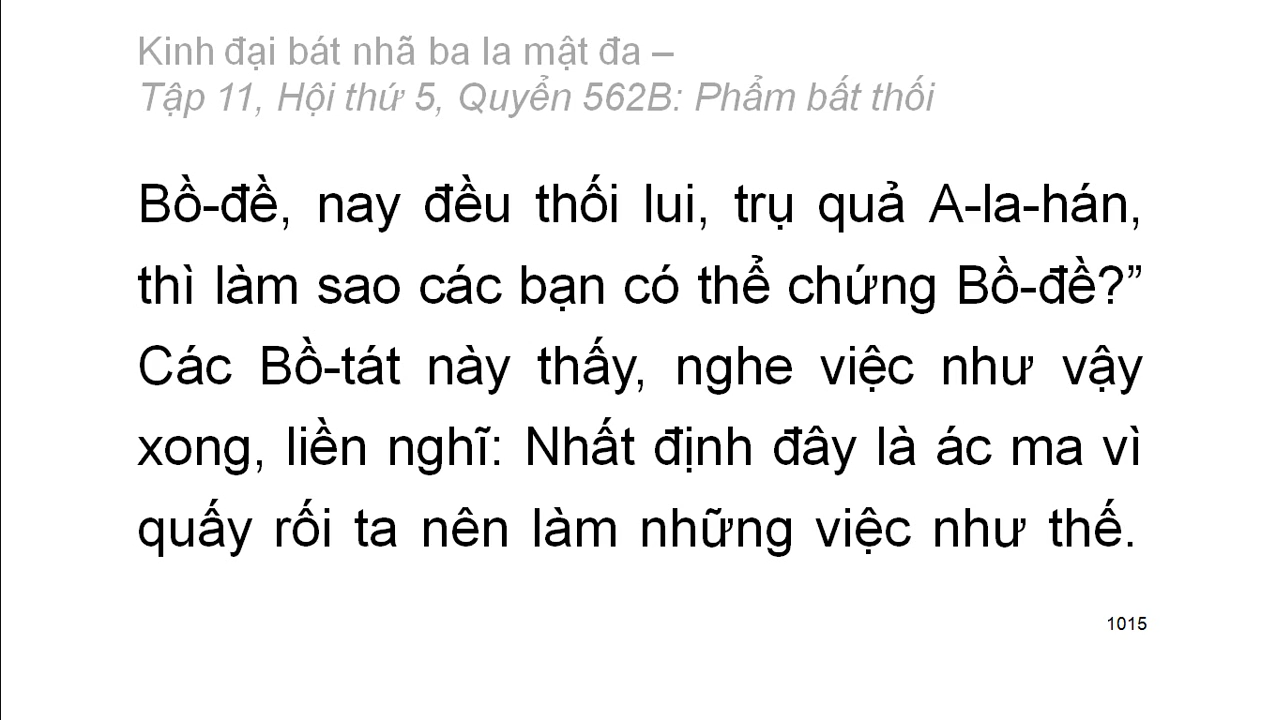 Kinh đại bát nhã ba la mật đa –
Tập 11, Hội thứ 5, Quyển 562B: Phẩm bất thối
Bồ-đề, nay đều thối lui, trụ quả A-la-hán,
thì làm sao các bạn có thể chứng Bồ-đề?”
Các Bồ-tát này thấy, nghe việc như vậy
xong, liền nghĩ: Nhất định đây là ác ma vì
quấy rối ta nên làm những việc như thế.
1015